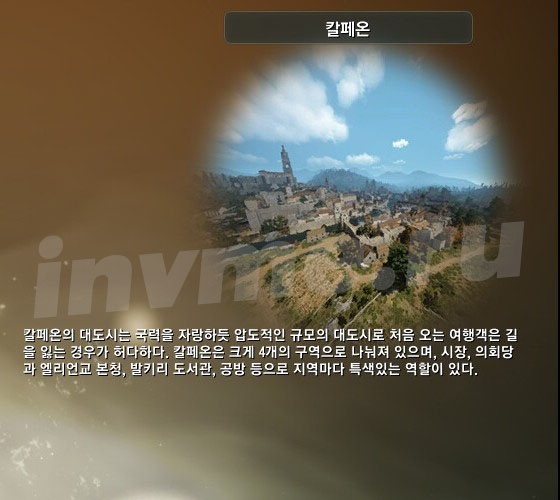 칼페온
칼페온의 대도시는 국력을 자랑하듯 압도적인 규모의 대도시로 처음 오는 여행객은 길
을 잃는 경우가 허다하다. 칼페온은 크게 4개의 구역으로 나눠져 있으며, 시장, 의회당
과 엘리언교 본청, 발키리 도서관, 공방 등으로 지역마다 특색있는 역할이 있다.